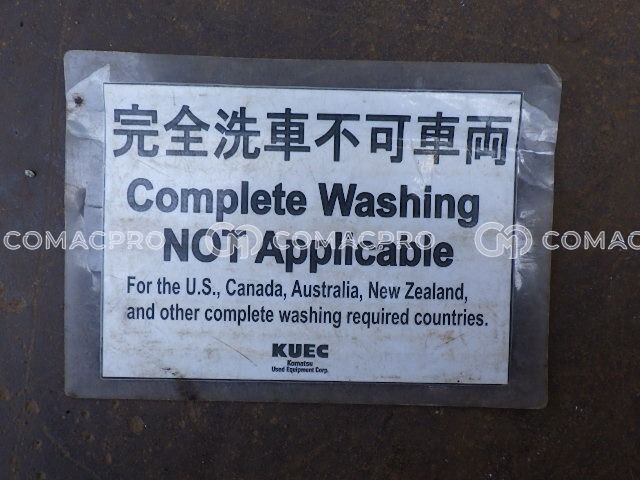 完全洗車不可車両
Complete Washing
NOT Applicable
COMACPRO COMACPRO COMACPRO
For the U.S., Canada, Australia, New Zealand,
and other complete washing required countries.
KUEC
Komatsu
Used Equipment Corp.